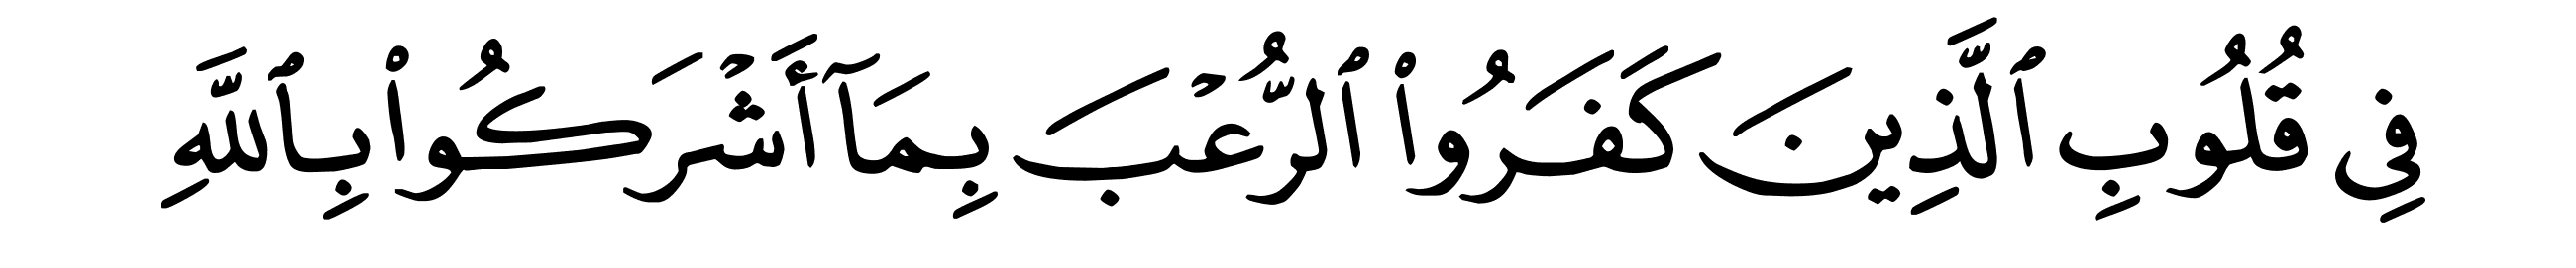 فِي قُلُوبِ ٱلَّذِينَ كَفَرُوا۟ ٱلرُّعْبَ بِمَآ أَشْرَكُوا۟ بِٱللَّهِ